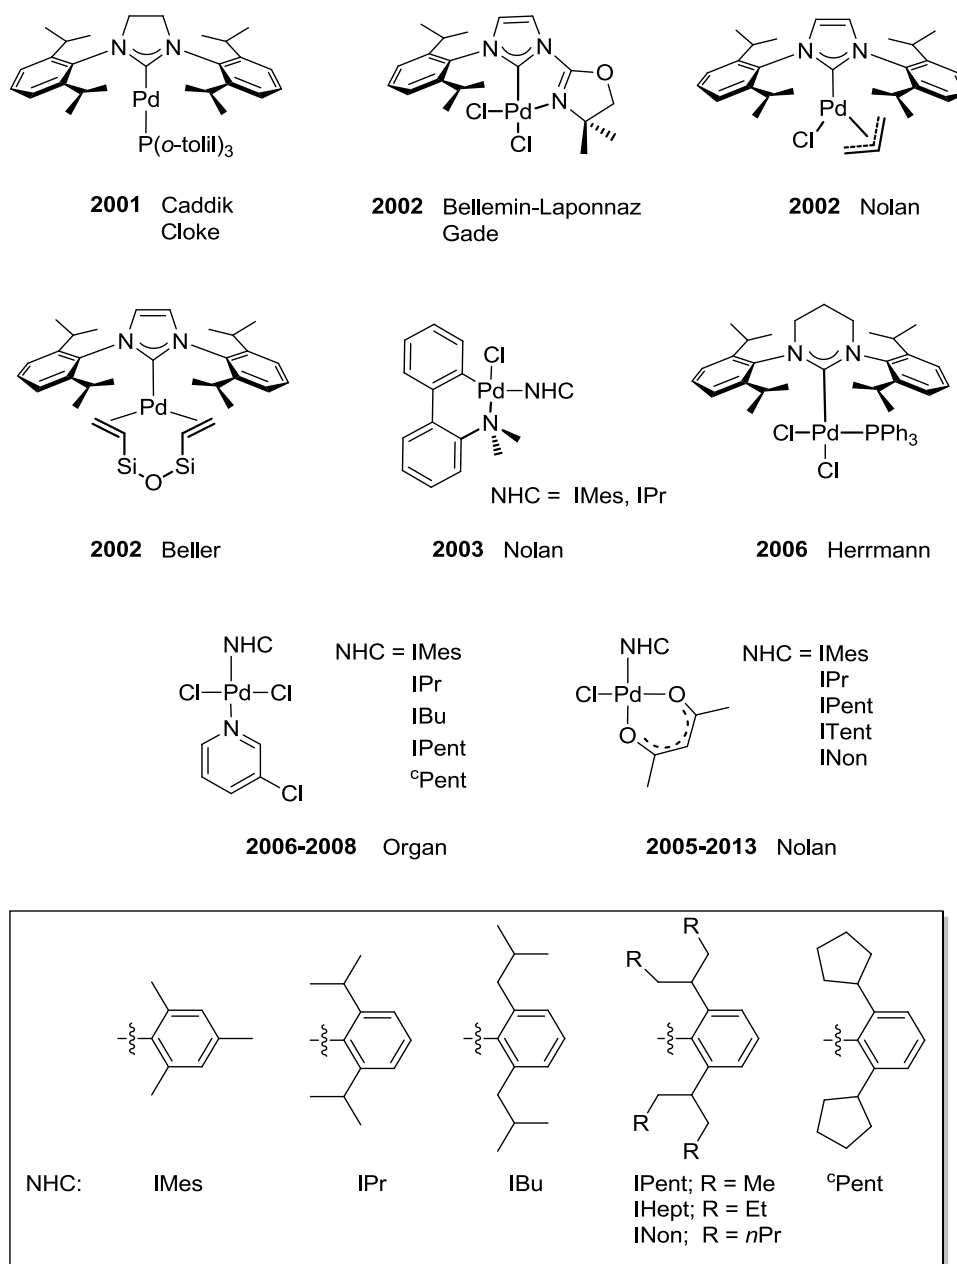 N N
Pd
P(o-tolil)3
2001 Caddik
Cloke
N N
O
N
Cl Pd
Cl
2002 Bellemin-Laponnaz
Gade
N N
Pd
Cl
2002 Nolan
N N
Pd
Si Si
O
2002 Beller
Cl
Pd NHC
N
NHC = IMes, IPr
2003 Nolan
N N
Cl Pd PPh3
Cl
2006 Herrmann
NHC
Cl Pd Cl
N
Cl
NHC = IMes
IPr
IBu
IPent
cPent
2006-2008 Organ
NHC
Cl Pd O
O
NHC = IMes
IPr
IPent
ITent
INon
2005-2013 Nolan
R
R
R
R
NHC: IMes IPr IBu IPent; R = Me cPent
IHept; R = Et
INon; R = nPr